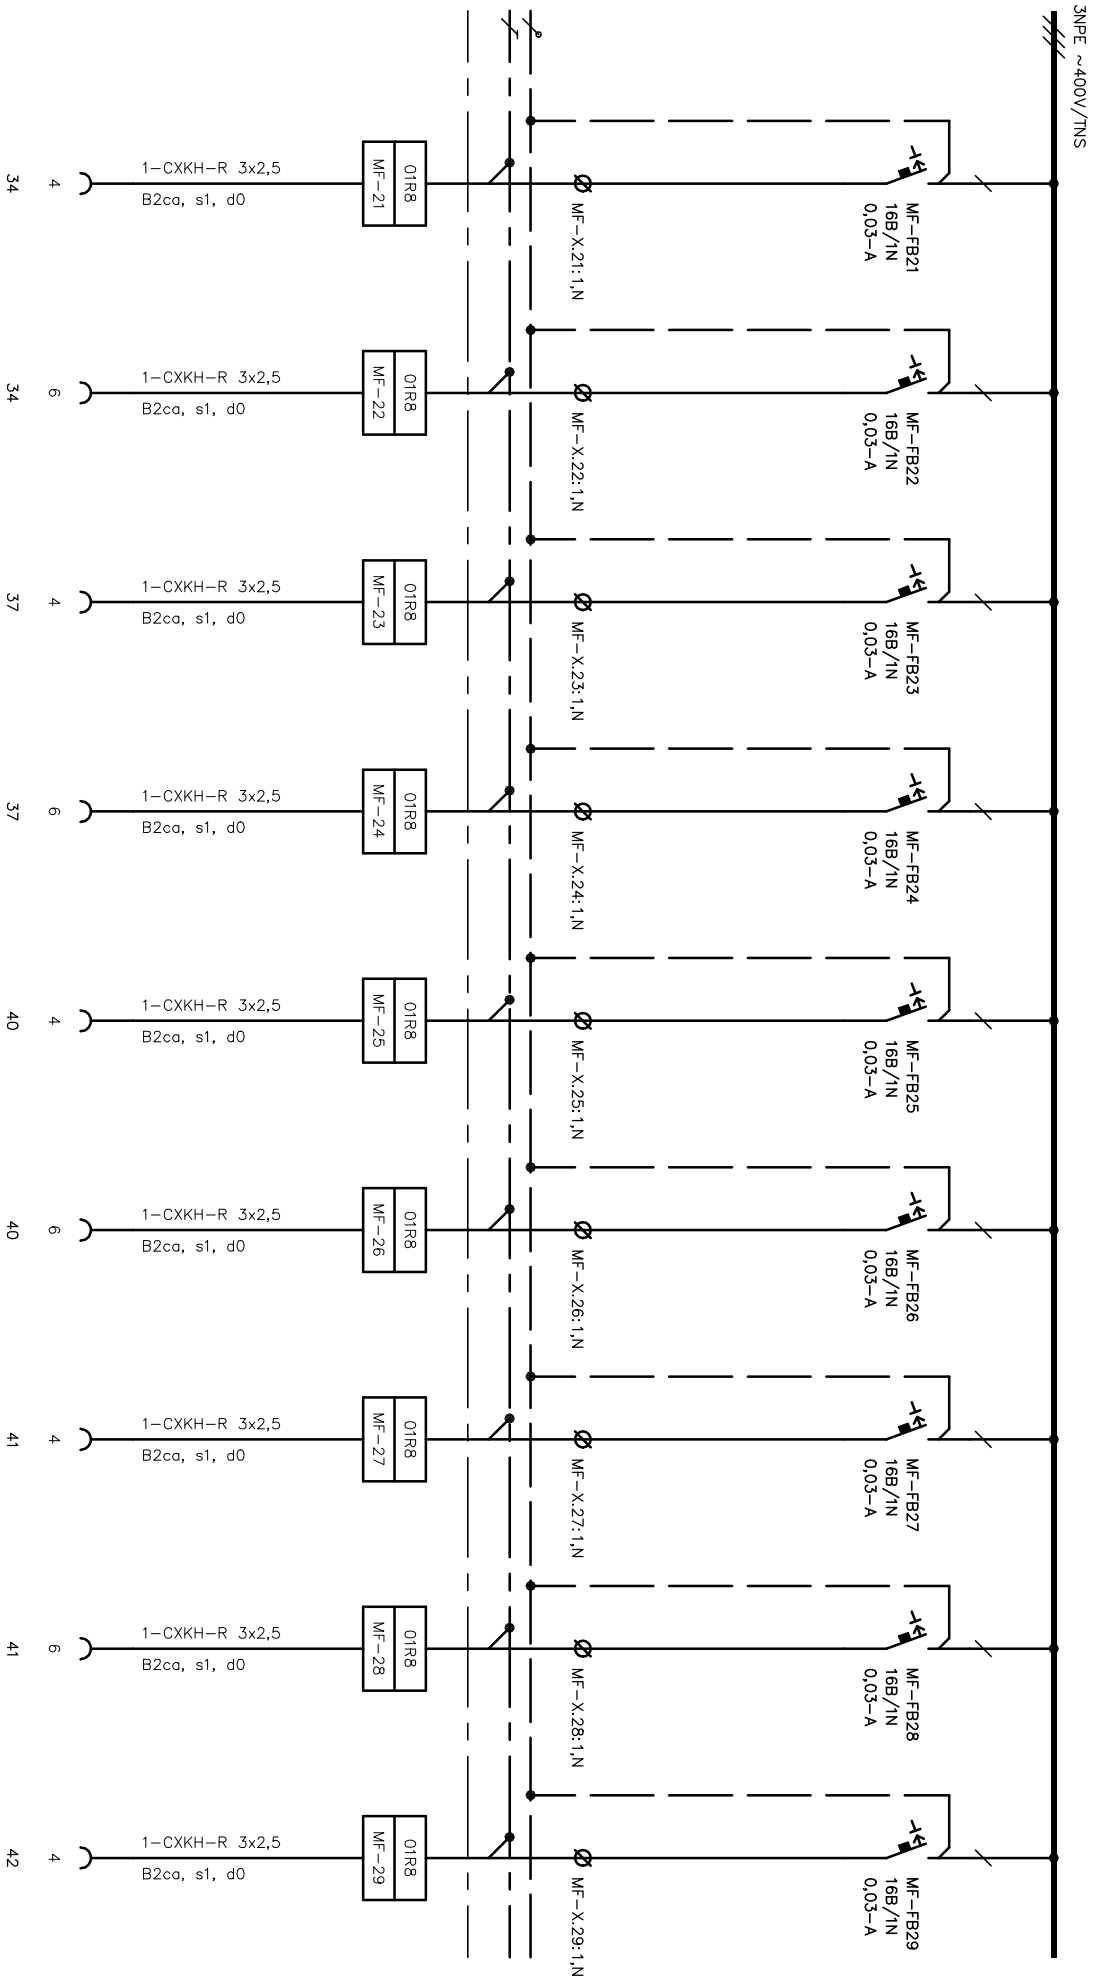 3NPE ~400V/TNS
MF-FB21
16B/1N
0,03-A
MF-X.21:1,N
01R8
MF-21
1-CXKH-R 3x2,5
B2ca, s1, d0
4
34
MF-FB22
16B/1N
0,03-A
MF-X.22:1,N
01R8
MF-22
1-CXKH-R 3x2,5
B2ca, s1, d0
6
34
MF-FB23
16B/1N
0,03-A
MF-X.23:1,N
01R8
MF-23
1-CXKH-R 3x2,5
B2ca, s1, d0
4
37
MF-FB24
16B/1N
0,03-A
MF-X.24:1,N
01R8
MF-24
1-CXKH-R 3x2,5
B2ca, s1, d0
6
37
MF-FB25
16B/1N
0,03-A
MF-X.25:1,N
01R8
MF-25
1-CXKH-R 3x2,5
B2ca, s1, d0
4
40
MF-FB26
16B/1N
0,03-A
MF-X.26:1,N
01R8
MF-26
1-CXKH-R 3x2,5
B2ca, s1, d0
6
40
MF-FB27
16B/1N
0,03-A
MF-X.27:1,N
01R8
MF-27
1-CXKH-R 3x2,5
B2ca, s1, d0
4
41
MF-FB28
16B/1N
0,03-A
MF-X.28:1,N
01R8
MF-28
1-CXKH-R 3x2,5
B2ca, s1, d0
6
41
MF-FB29
16B/1N
0,03-A
MF-X.29:1,N
01R8
MF-29
1-CXKH-R 3x2,5
B2ca, s1, d0
4
42